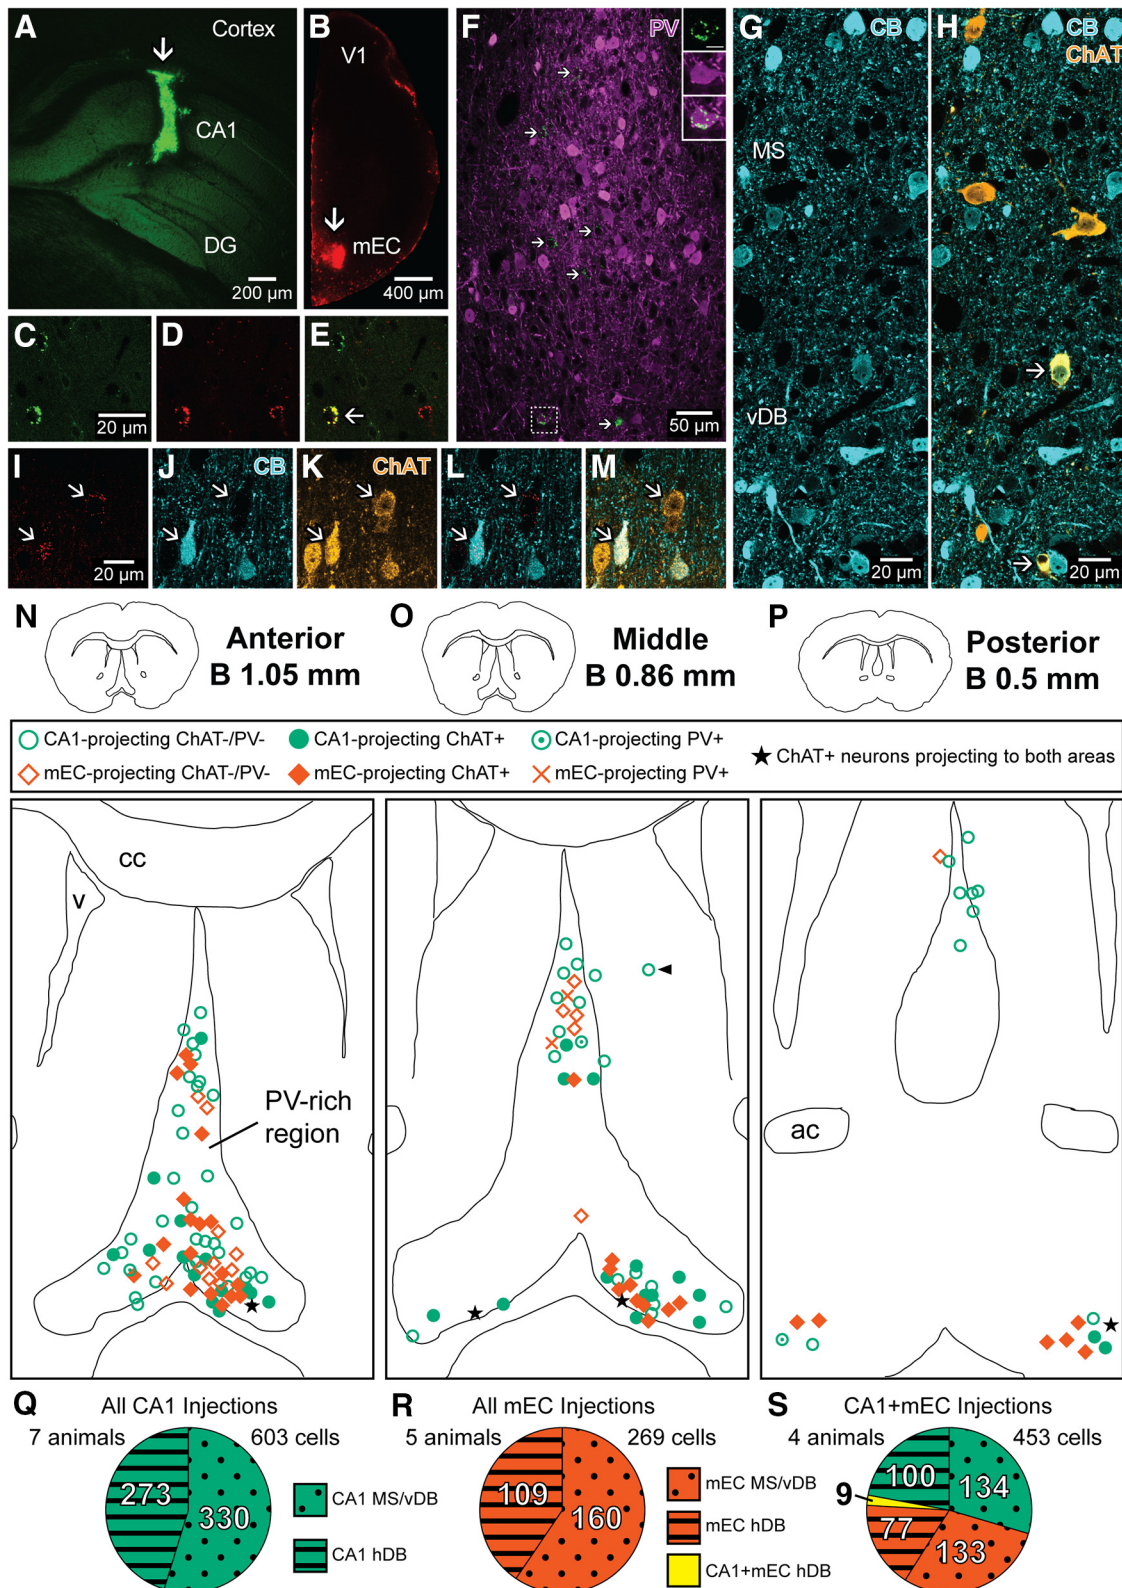 A
Cortex
CA1
DG
200 µm
B
V1
mEC
400 µm
C
20 µm
D
E
F
PV
50 µm
G
CB
MS
vDB
20 µm
H
CB
ChAT
20 µm
I
20 µm
J
CB
K
ChAT
L
M
N
Anterior
B 1.05 mm
O
Middle
B 0.86 mm
P
Posterior
B 0.5 mm
CA1-projecting ChAT-/PV-
CA1-projecting ChAT+
CA1-projecting PV+
mEC-projecting ChAT-/PV-
mEC-projecting ChAT+
mEC-projecting PV+
ChAT+ neurons projecting to both areas
cc
v
PV-rich
region
ac
Q
All CA1 Injections
7 animals
603 cells
273
330
CA1 MS/vDB
CA1 hDB
R
All mEC Injections
5 animals
269 cells
109
160
mEC MS/vDB
mEC hDB
CA1+mEC hDB
S
CA1+mEC Injections
4 animals
453 cells
100
134
9
77
133